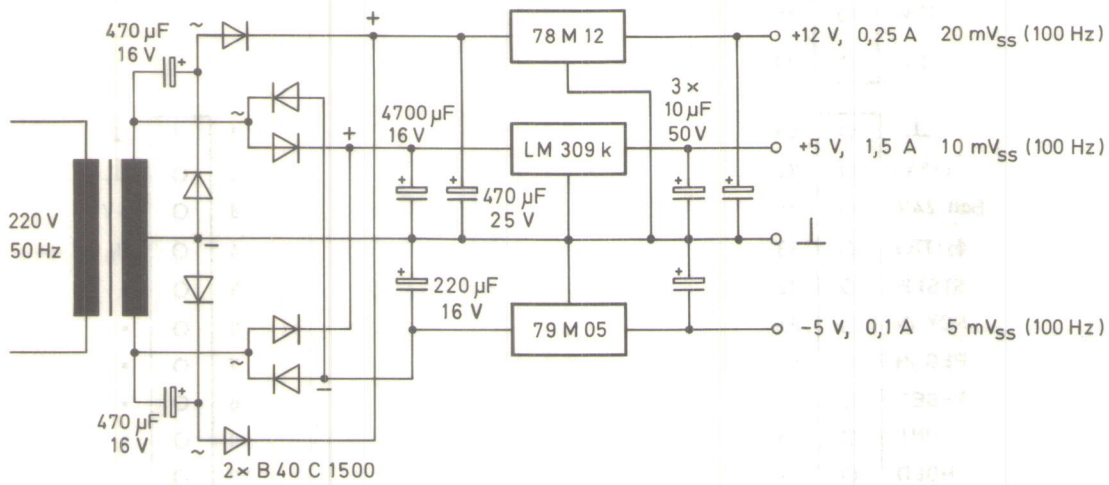 470 µF
16 V
~
+
78 M 12
+12 V, 0,25 A 20 mVSS (100 Hz)
~
4700 µF
16 V
+
3 ×
10 µF
50 V
LM 309 k
+5 V, 1,5 A 10 mVSS (100 Hz)
470 µF
25 V
220 V
50 Hz
−
⊥
220 µF
16 V
79 M 05
−5 V, 0,1 A 5 mVSS (100 Hz)
~
−
470 µF
16 V
~
2× B 40 C 1500